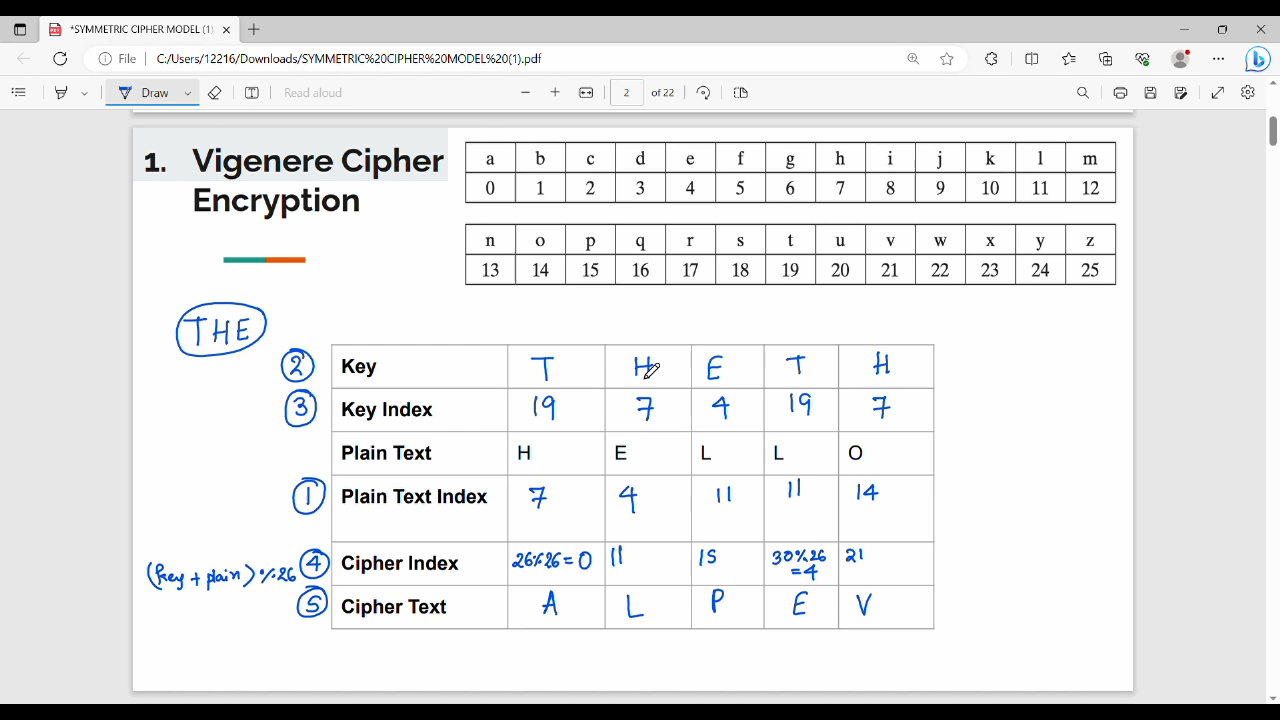 *SYMMETRIC CIPHER MODEL (1)
File C:/Users/12216/Downloads/SYMMETRIC%20CIPHER%20MODEL%20(1).pdf
Draw Read aloud 2 of 22
1. Vigenere Cipher
Encryption
a b c d e f g h i j k l m
0 1 2 3 4 5 6 7 8 9 10 11 12
n o p q r s t u v w x y z
13 14 15 16 17 18 19 20 21 22 23 24 25
THE
2 Key T H E T H
3 Key Index 19 7 4 19 7
Plain Text H E L L O
1 Plain Text Index 7 4 11 11 14
(key + plain) % 26 4 Cipher Index 26%26=0 11 15 30%26=4 21
5 Cipher Text A L P E V